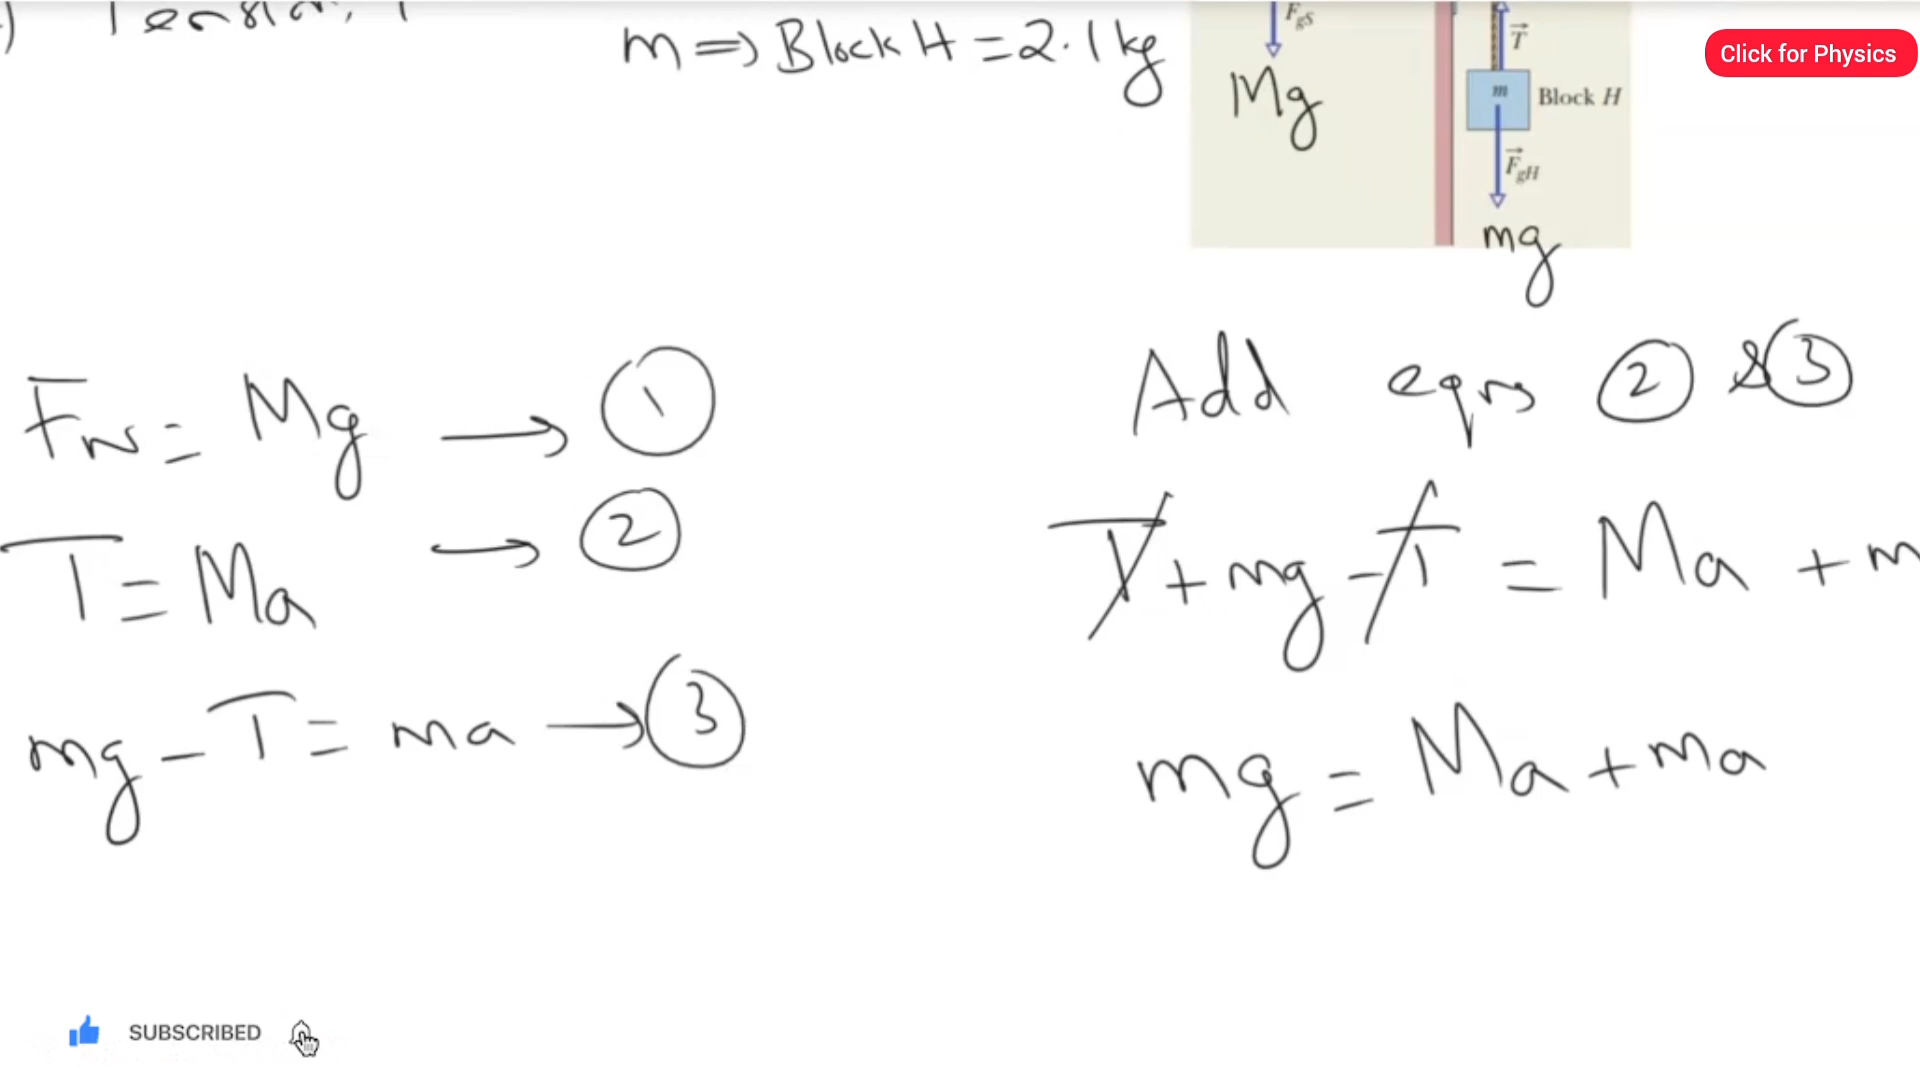 Tension, T
m => Block H = 2.1 kg
FgS
Mg
T
m
Block H
FgH
mg
Click for Physics
FN = Mg → ①
T = Ma → ②
mg - T = ma → ③
Add eqns ② & ③
T + mg - T = Ma + m
mg = Ma + ma
SUBSCRIBED